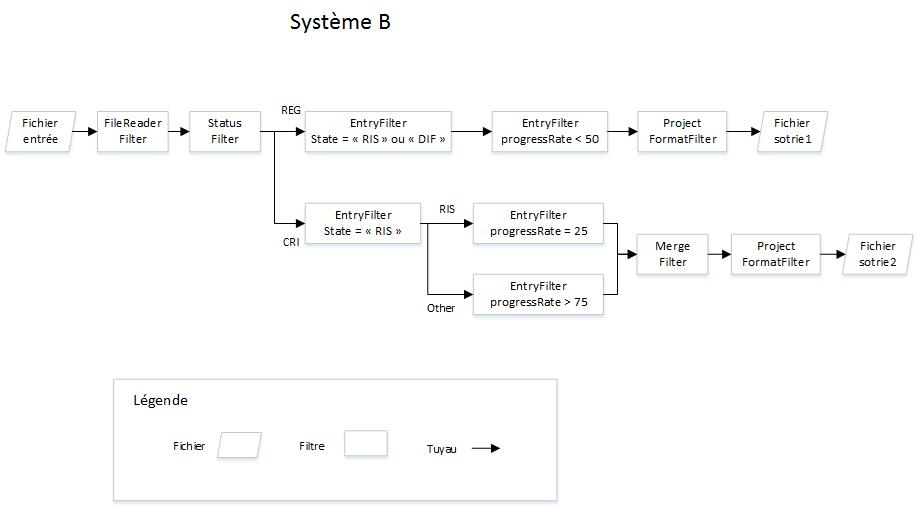 Système B
REG
Fichier
entrée
FileReader
Filter
Status
Filter
EntryFilter
State = « RIS » ou « DIF »
EntryFilter
progressRate < 50
Project
FormatFilter
Fichier
sotrie1
CRI
EntryFilter
State = « RIS »
RIS
EntryFilter
progressRate = 25
Other
EntryFilter
progressRate > 75
Merge
Filter
Project
FormatFilter
Fichier
sotrie2
Légende
Fichier
Filtre
Tuyau